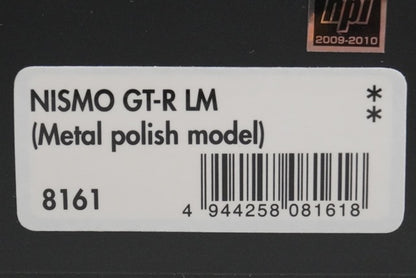 hpi
2009-2010
NISMO GT-R LM
(Metal polish model)
**
8161
4 944258 081618